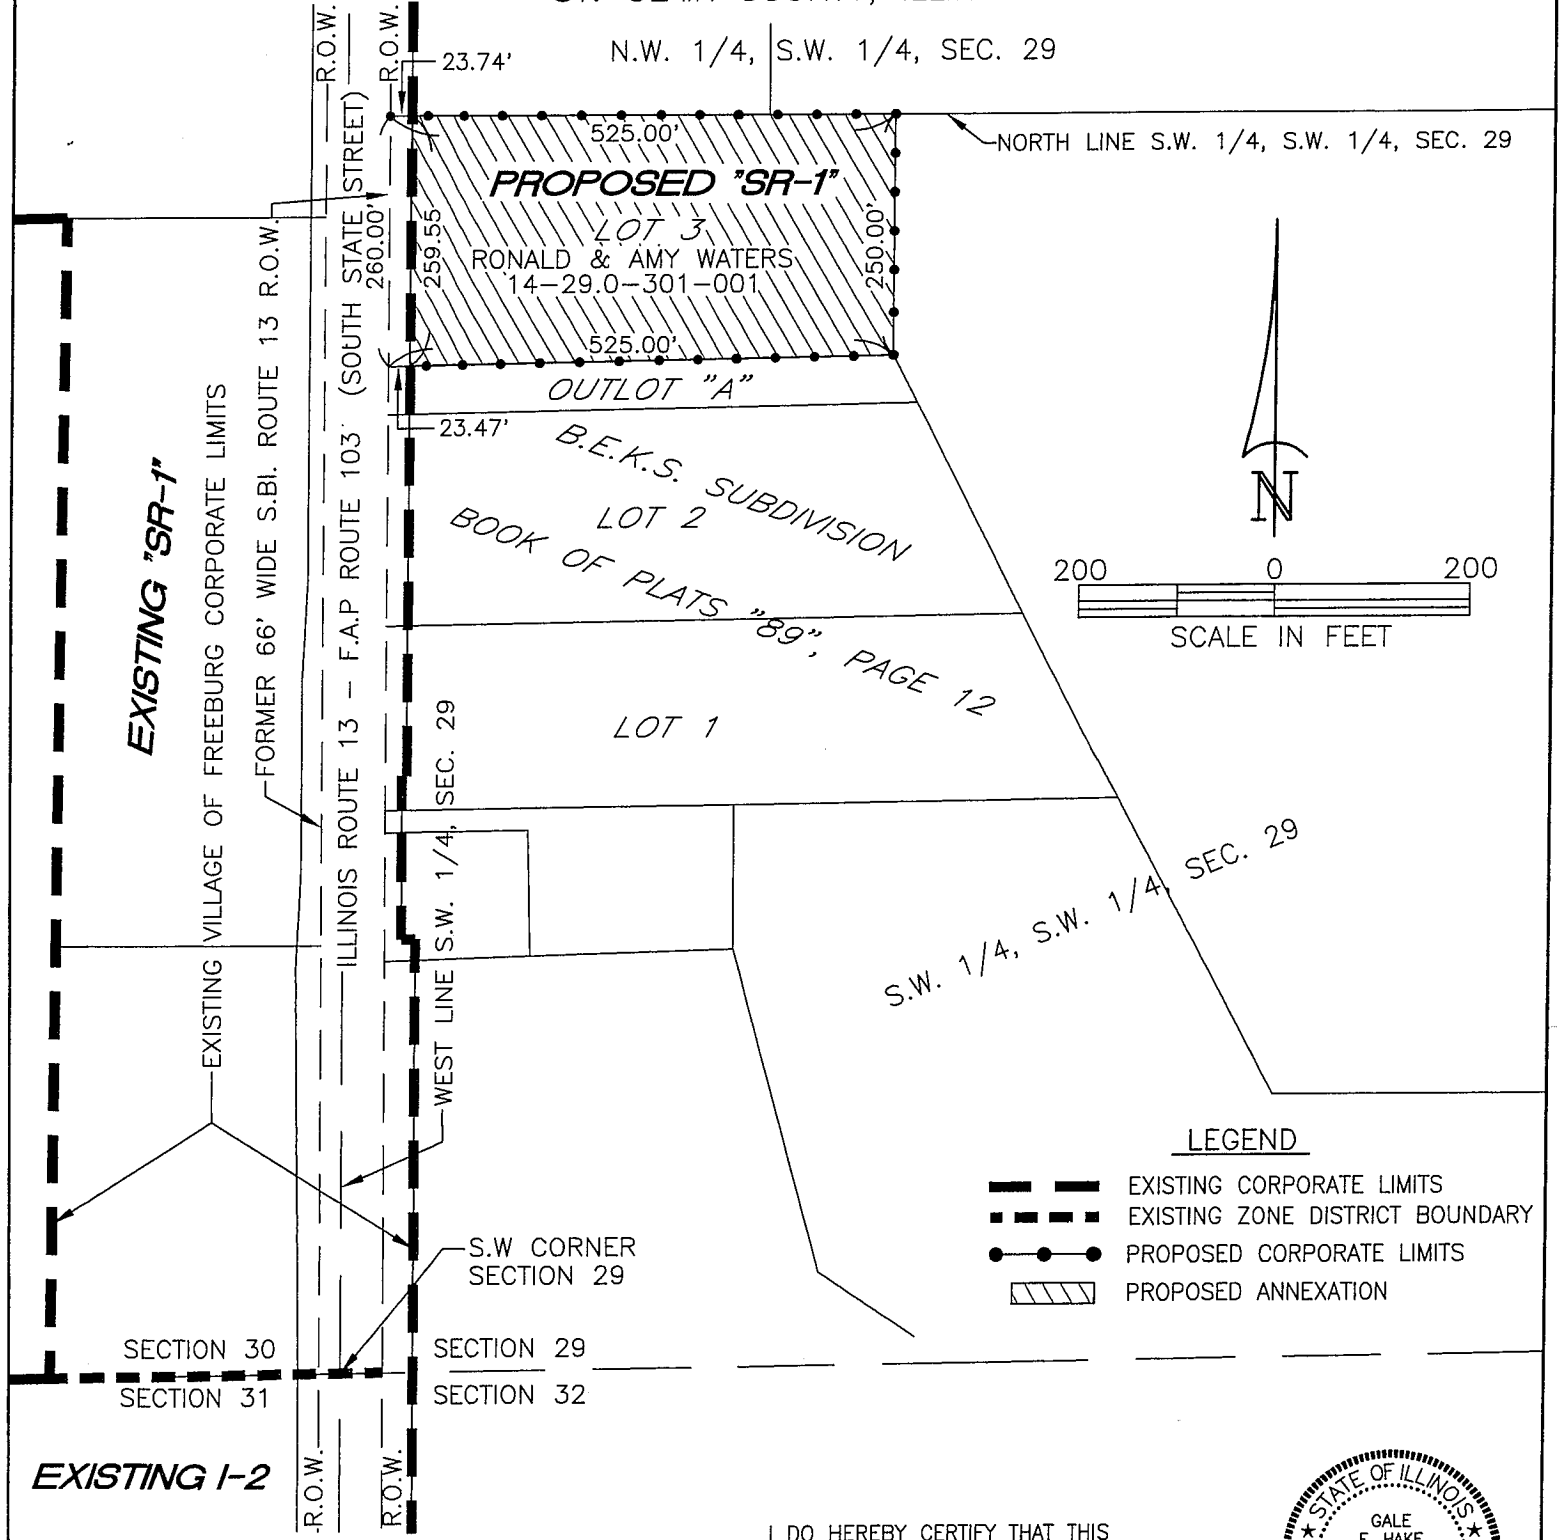 N.W. 1/4, S.W. 1/4, SEC. 29
R.O.W.
R.O.W.
23.74'
525.00'
NORTH LINE S.W. 1/4, S.W. 1/4, SEC. 29
PROPOSED "SR-1"
LOT 3
RONALD & AMY WATERS
14-29.0-301-001
260.00'
259.55
250.00'
525.00'
OUTLOT "A"
23.47'
B.E.K.S. SUBDIVISION
LOT 2
BOOK OF PLATS "89", PAGE 12
LOT 1
N
200 0 200
SCALE IN FEET
EXISTING "SR-1"
EXISTING VILLAGE OF FREEBURG CORPORATE LIMITS
FORMER 66' WIDE S.BI. ROUTE 13 R.O.W.
ILLINOIS ROUTE 13 - F.A.P ROUTE 103 (SOUTH STATE STREET)
WEST LINE S.W. 1/4, SEC. 29
S.W. 1/4, S.W. 1/4, SEC. 29
LEGEND
EXISTING CORPORATE LIMITS
EXISTING ZONE DISTRICT BOUNDARY
PROPOSED CORPORATE LIMITS
PROPOSED ANNEXATION
S.W CORNER
SECTION 29
SECTION 30
SECTION 29
SECTION 31
SECTION 32
EXISTING I-2
R.O.W.
R.O.W.
STATE OF ILLINOIS
GALE
E. HAKE
I DO HEREBY CERTIFY THAT THIS